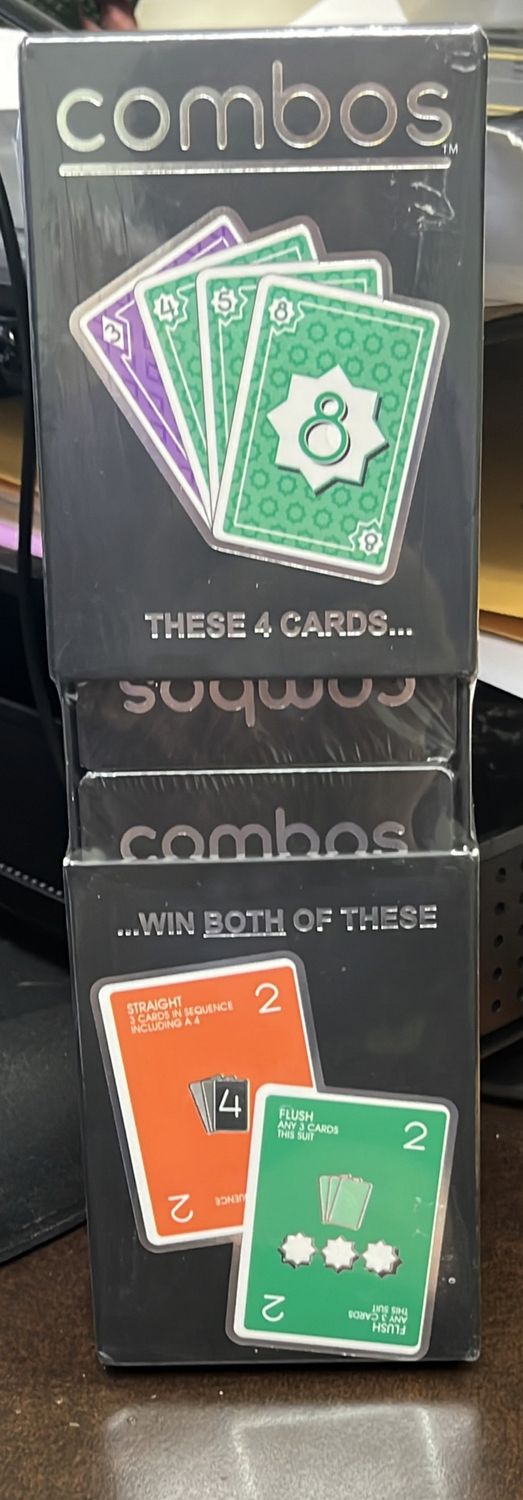 combos
TM
3
4
5
8
8
8
THESE 4 CARDS...
combos
combos
...WIN BOTH OF THESE
STRAIGHT
3 CARDS IN SEQUENCE
INCLUDING A 4
2
4
2
FLUSH
ANY 3 CARDS
THIS SUIT
2
2
FLUSH
ANY 3 CARDS
THIS SUIT